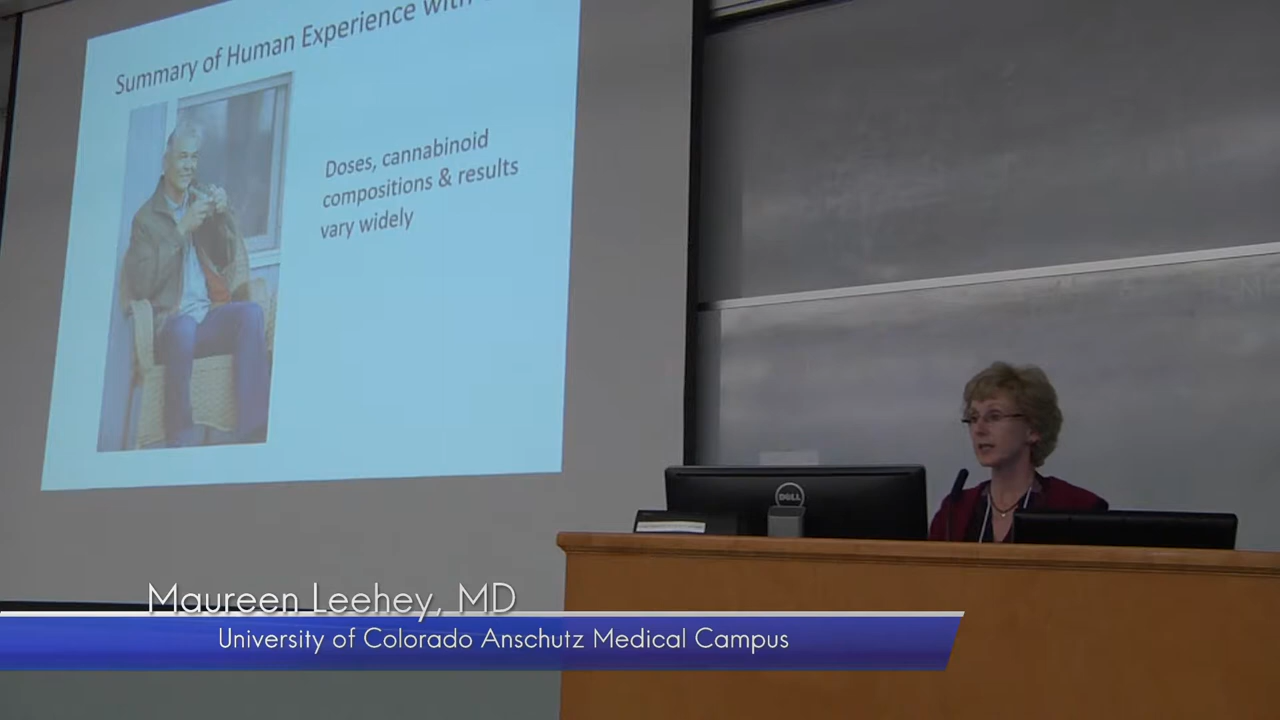 Summary of Human Experience with
Doses, cannabinoid
compositions & results
vary widely
DELL
Maureen Leehey, MD
University of Colorado Anschutz Medical Campus